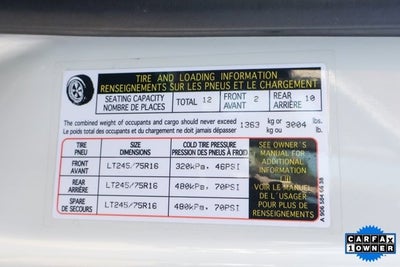 TIRE AND LOADING INFORMATION
RENSEIGNEMENTS SUR LES PNEUS ET LE CHARGEMENT
SEATING CAPACITY TOTAL 12 FRONT 2 REAR 10
NOMBRE DE PLACES AVANT ARRIÈRE
The combined weight of occupants and cargo should never exceed 1363 kg or 3004 lbs.
Le poids total des occupants et du chargement ne doit jamais dépasser kg ou lb.
TIRE SIZE COLD TIRE PRESSURE
PNEU DIMENSIONS PRESSION DES PNEUS À FROID
FRONT LT245/75R16 320kPa, 46PSI
AVANT
REAR LT245/75R16 480kPa, 70PSI
ARRIÈRE
SPARE LT245/75R16 480kPa, 70PSI
DE SECOURS
SEE OWNER'S
MANUAL FOR
ADDITIONAL
INFORMATION
VOIR LE MANUEL
DE L'USAGER
POUR PLUS DE
RENSEIGNEMENTS
CARFAX
1 OWNER